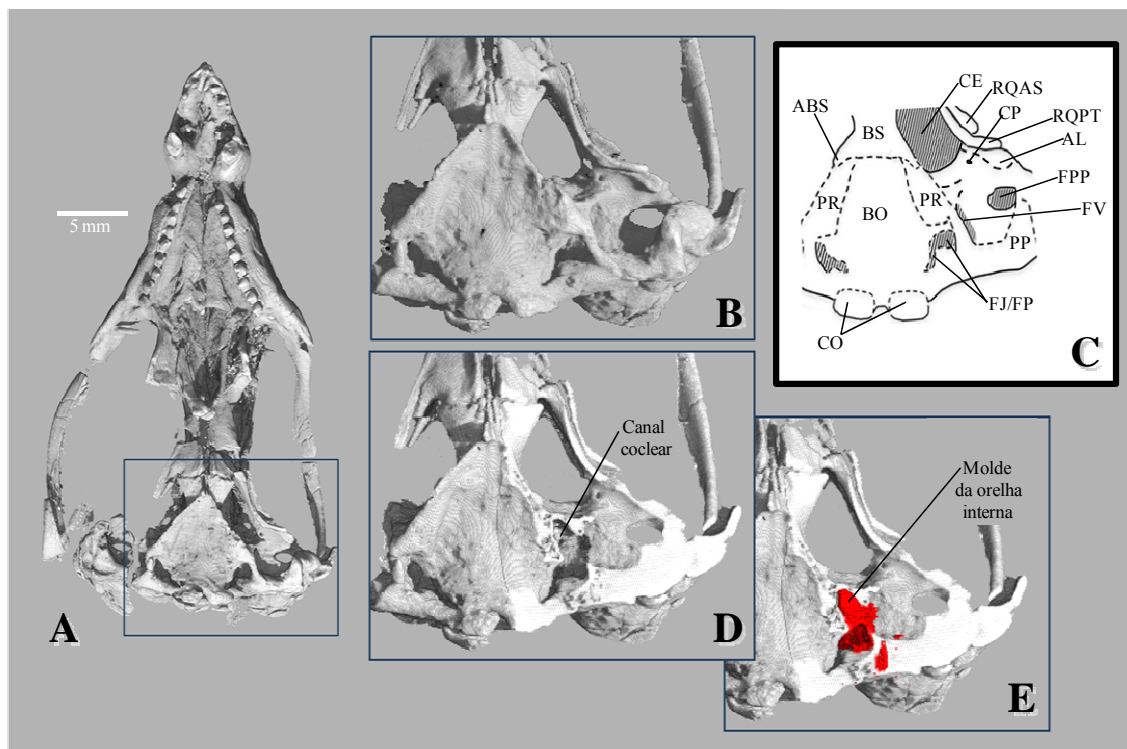 5 mm
A
B
CE
RQAS
ABS
BS
CP
RQPT
AL
FPP
PR
BO
PR
FV
PP
FJ/FP
CO
C
Canal
coclear
D
Molde
da orelha
interna
E